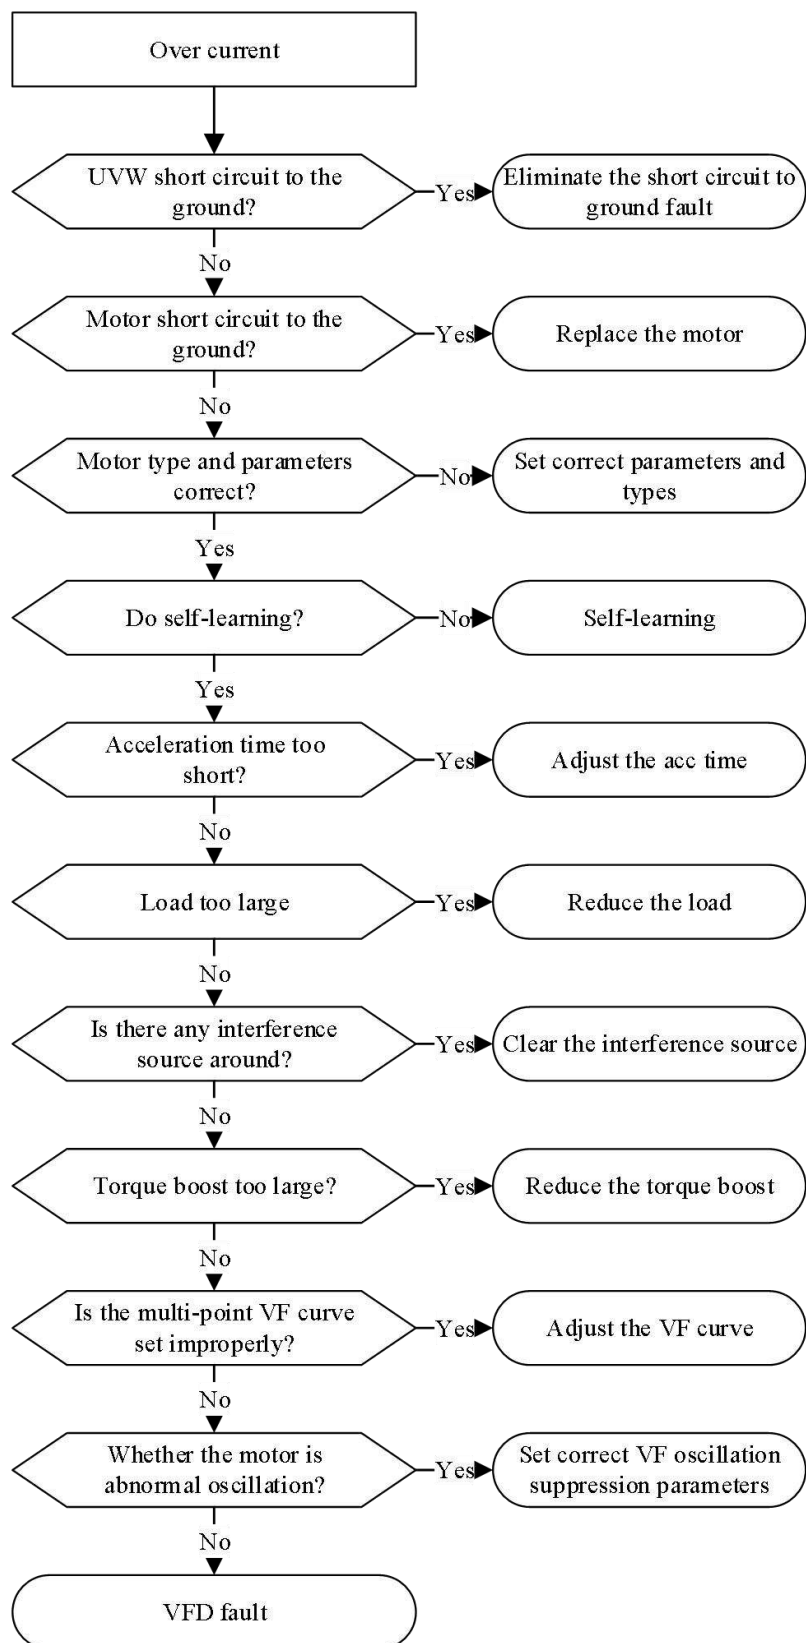 Over current
UVW short circuit to the
ground?
Yes
Eliminate the short circuit to
ground fault
No
Motor short circuit to the
ground?
Yes
Replace the motor
No
Motor type and parameters
correct?
No
Set correct parameters and
types
Yes
Do self-learning?
No
Self-learning
Yes
Acceleration time too
short?
Yes
Adjust the acc time
No
Load too large
Yes
Reduce the load
No
Is there any interference
source around?
Yes
Clear the interference source
No
Torque boost too large?
Yes
Reduce the torque boost
No
Is the multi-point VF curve
set improperly?
Yes
Adjust the VF curve
No
Whether the motor is
abnormal oscillation?
Yes
Set correct VF oscillation
suppression parameters
No
VFD fault